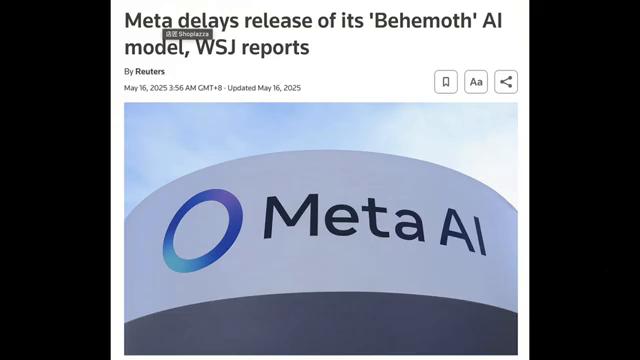 Meta delays release of its 'Behemoth' AI
店匠 Shoplazza
model, WSJ reports
By Reuters
May 16, 2025 3:56 AM GMT+8 · Updated May 16, 2025
Aa
Meta AI